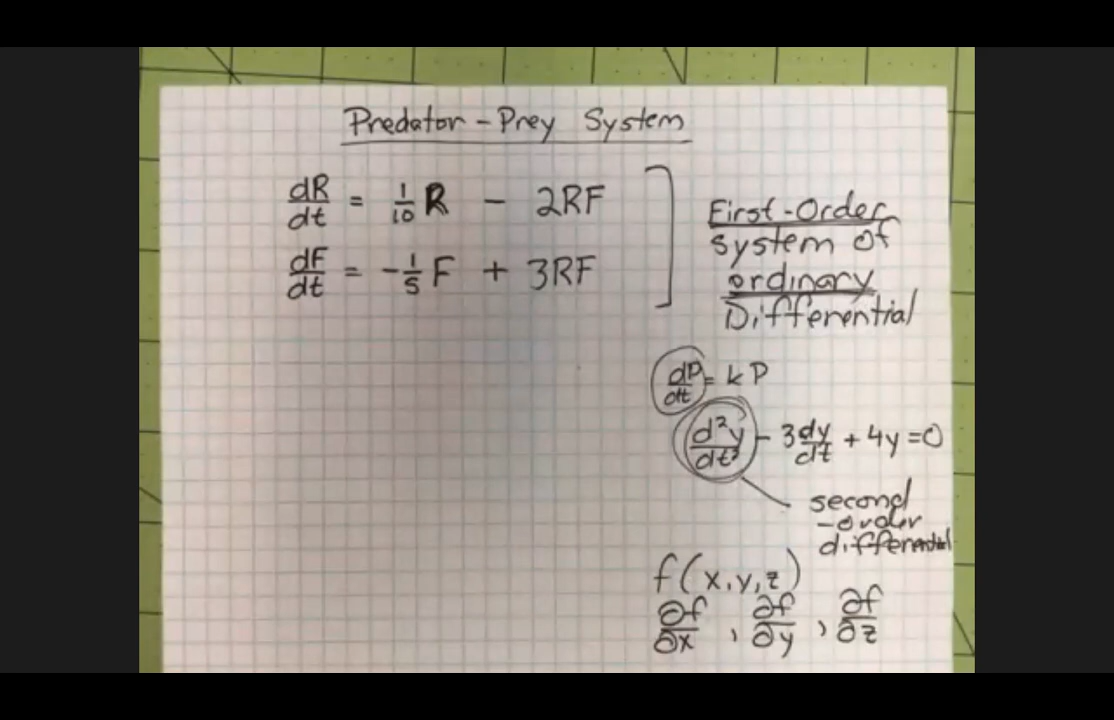 Predator - Prey System
dR/dt = 1/10 R - 2RF
dF/dt = -1/5 F + 3RF
First-Order
system of
ordinary
Differential
dP/dt = kP
d²y/dt² - 3 dy/dt + 4y = 0
second
-order
differential
f(x,y,z)
∂f/∂x , ∂f/∂y , ∂f/∂z